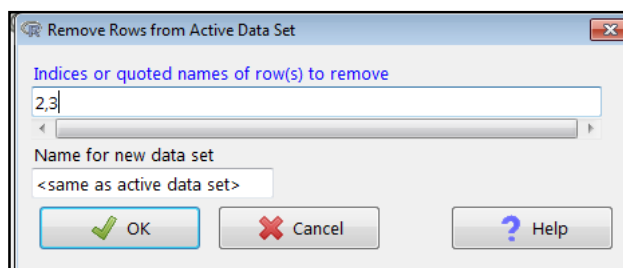 Remove Rows from Active Data Set
Indices or quoted names of row(s) to remove
2,3
Name for new data set
<same as active data set>
OK Cancel Help